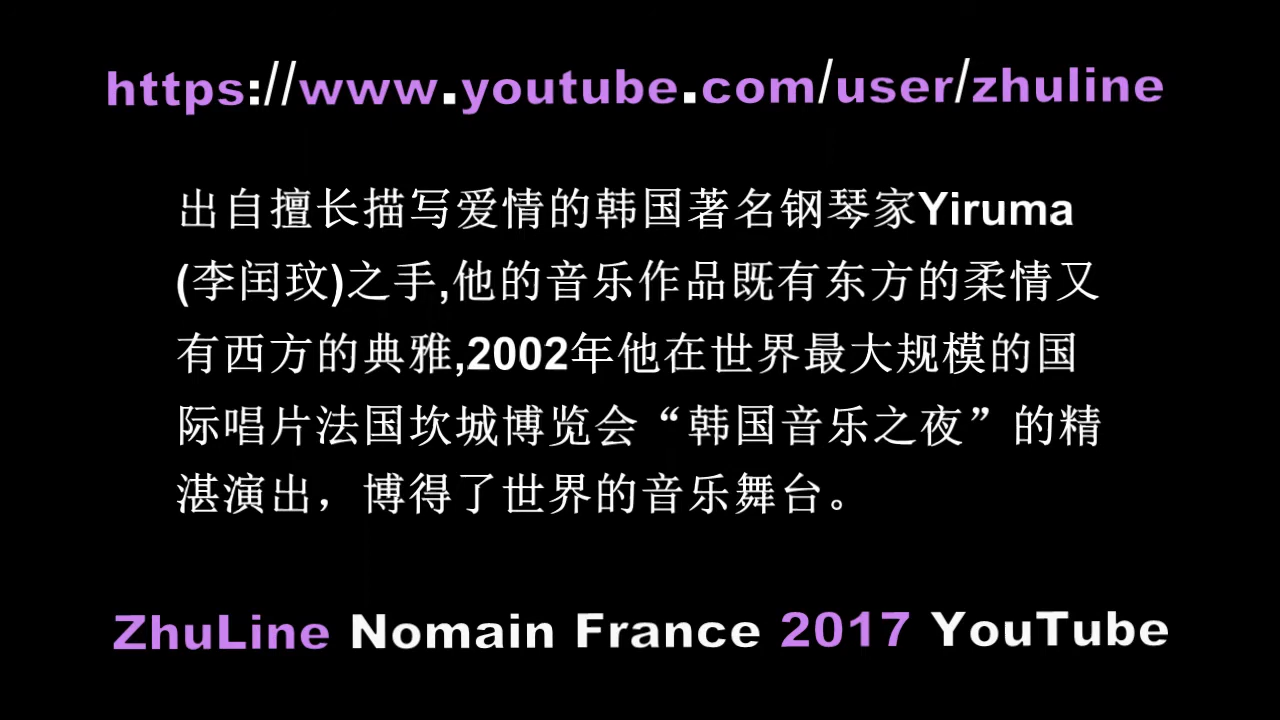 https://www.youtube.com/user/zhuline
出自擅长描写爱情的韩国著名钢琴家Yiruma
(李闰玟)之手,他的音乐作品既有东方的柔情又
有西方的典雅,2002年他在世界最大规模的国
际唱片法国坎城博览会“韩国音乐之夜”的精
湛演出，博得了世界的音乐舞台。
ZhuLine Nomain France 2017 YouTube